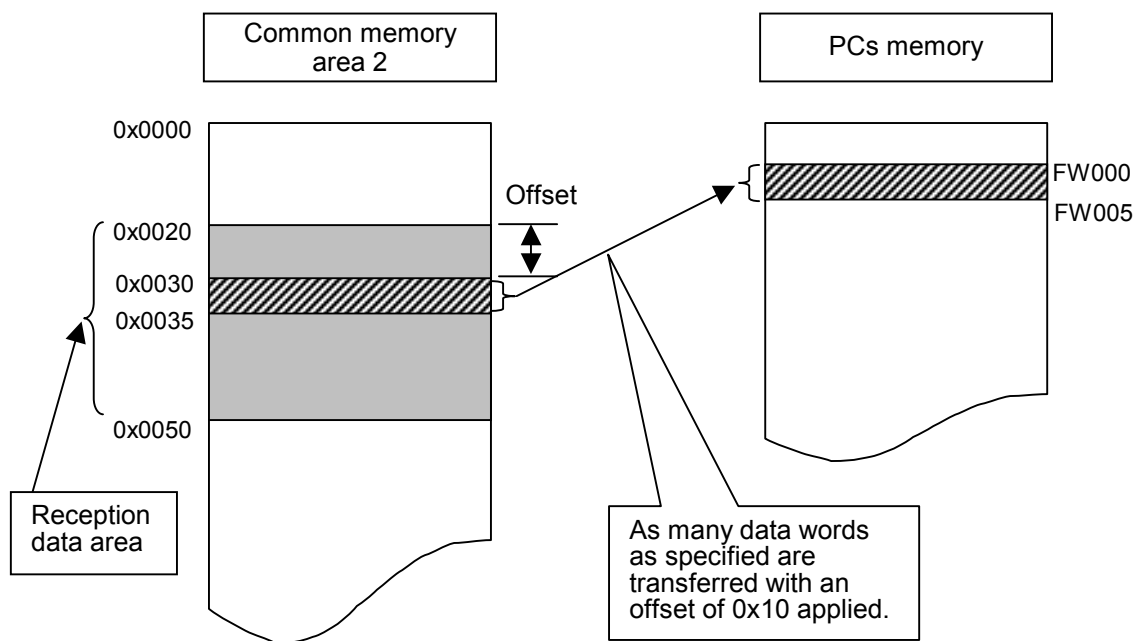 Common memory
area 2
PCs memory
0x0000
Offset
FW000
FW005
0x0020
0x0030
0x0035
0x0050
Reception
data area
As many data words
as specified are
transferred with an
offset of 0x10 applied.